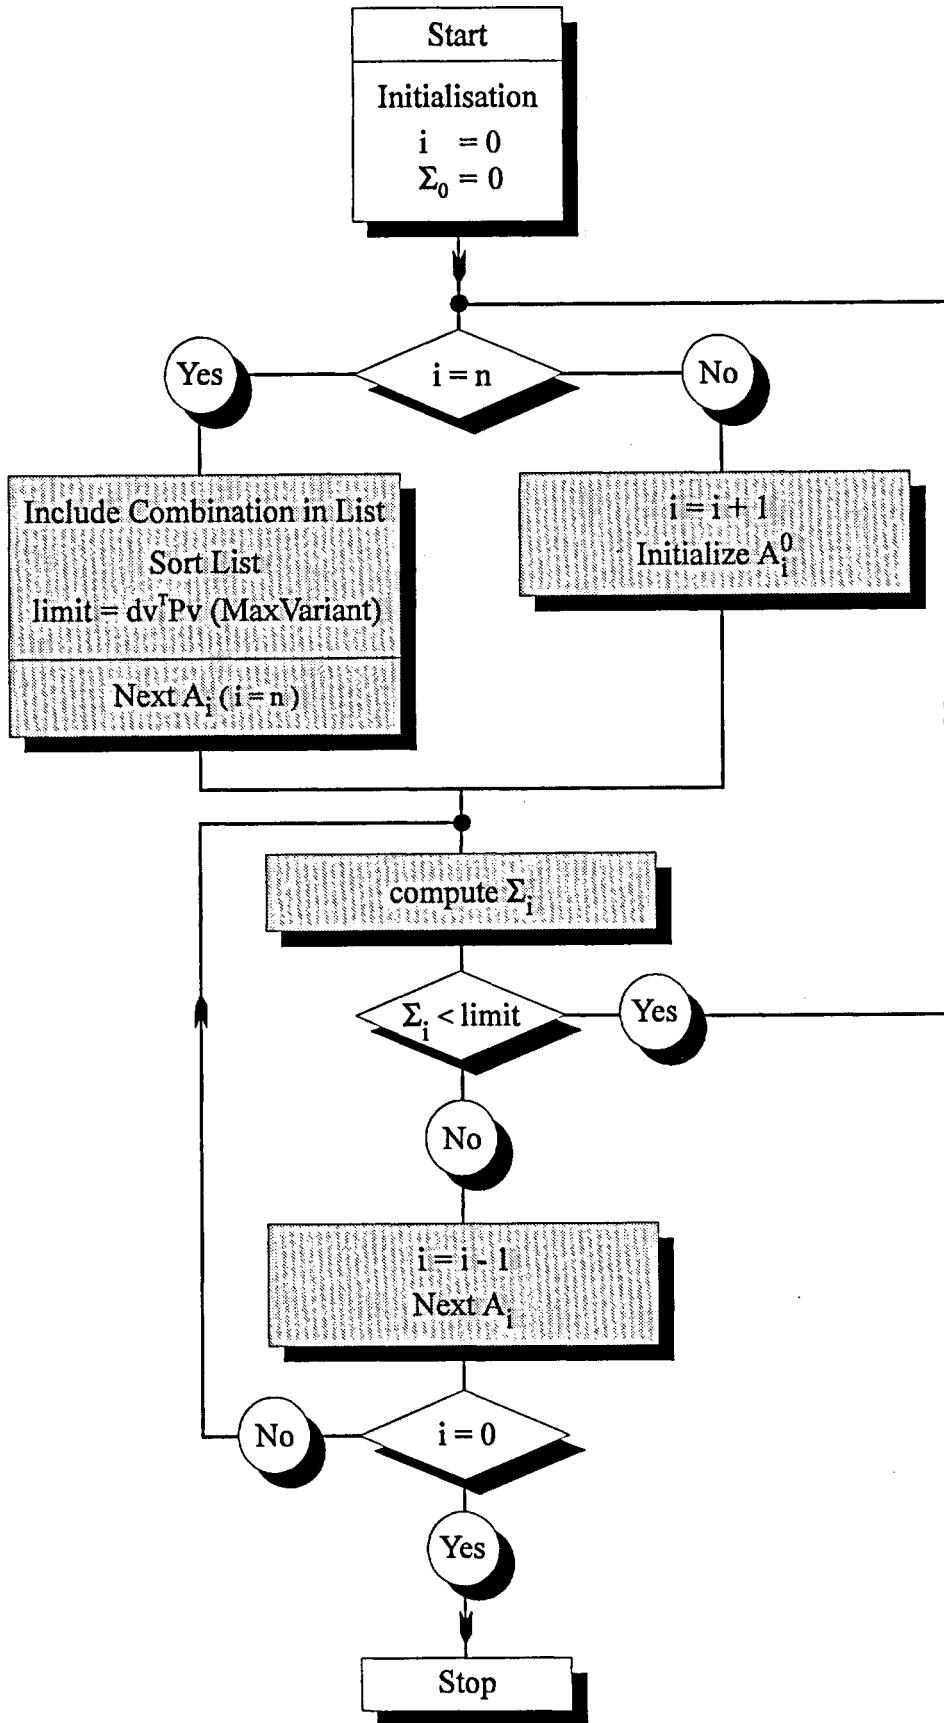 Start
Initialisation
i = 0
Σ₀ = 0
i = n
Yes
No
Include Combination in List
Sort List
limit = dvᵀPv (MaxVariant)
Next Aᵢ ( i = n )
i = i + 1
Initialize Aᵢ⁰
compute Σᵢ
Σᵢ < limit
Yes
No
i = i - 1
Next Aᵢ
i = 0
No
Yes
Stop